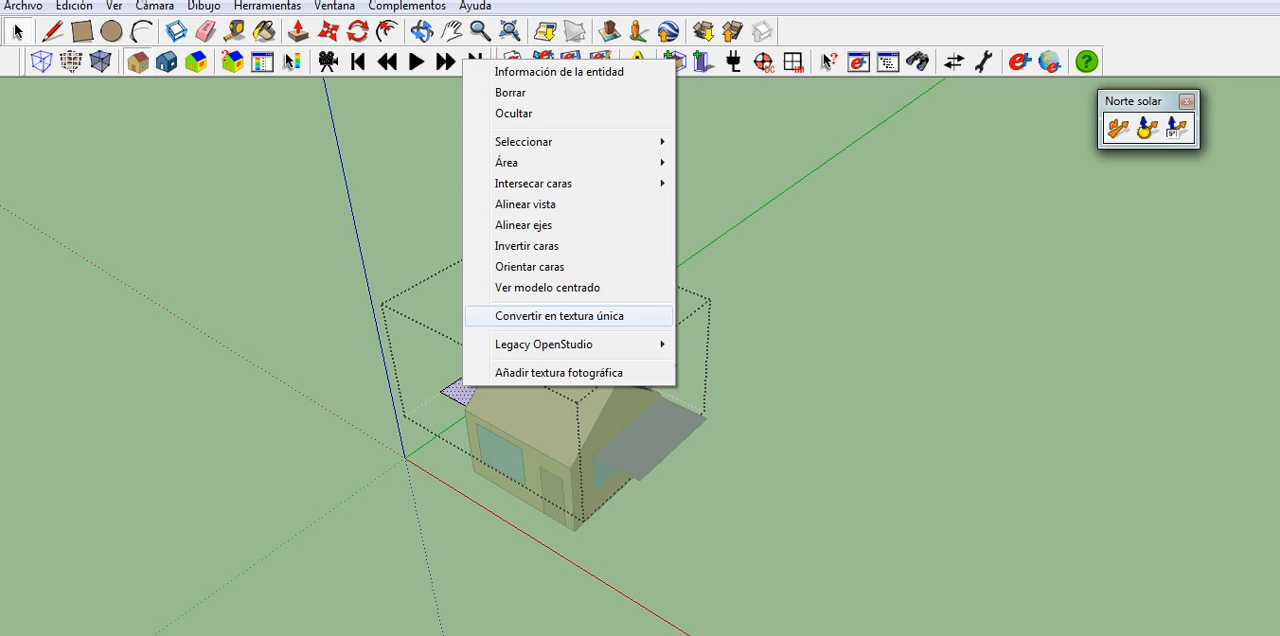 Archivo Edición Ver Cámara Dibujo Herramientas Ventana Complementos Ayuda
Norte solar
Información de la entidad
Borrar
Ocultar
Seleccionar
Área
Intersecar caras
Alinear vista
Alinear ejes
Invertir caras
Orientar caras
Ver modelo centrado
Convertir en textura única
Legacy OpenStudio
Añadir textura fotográfica